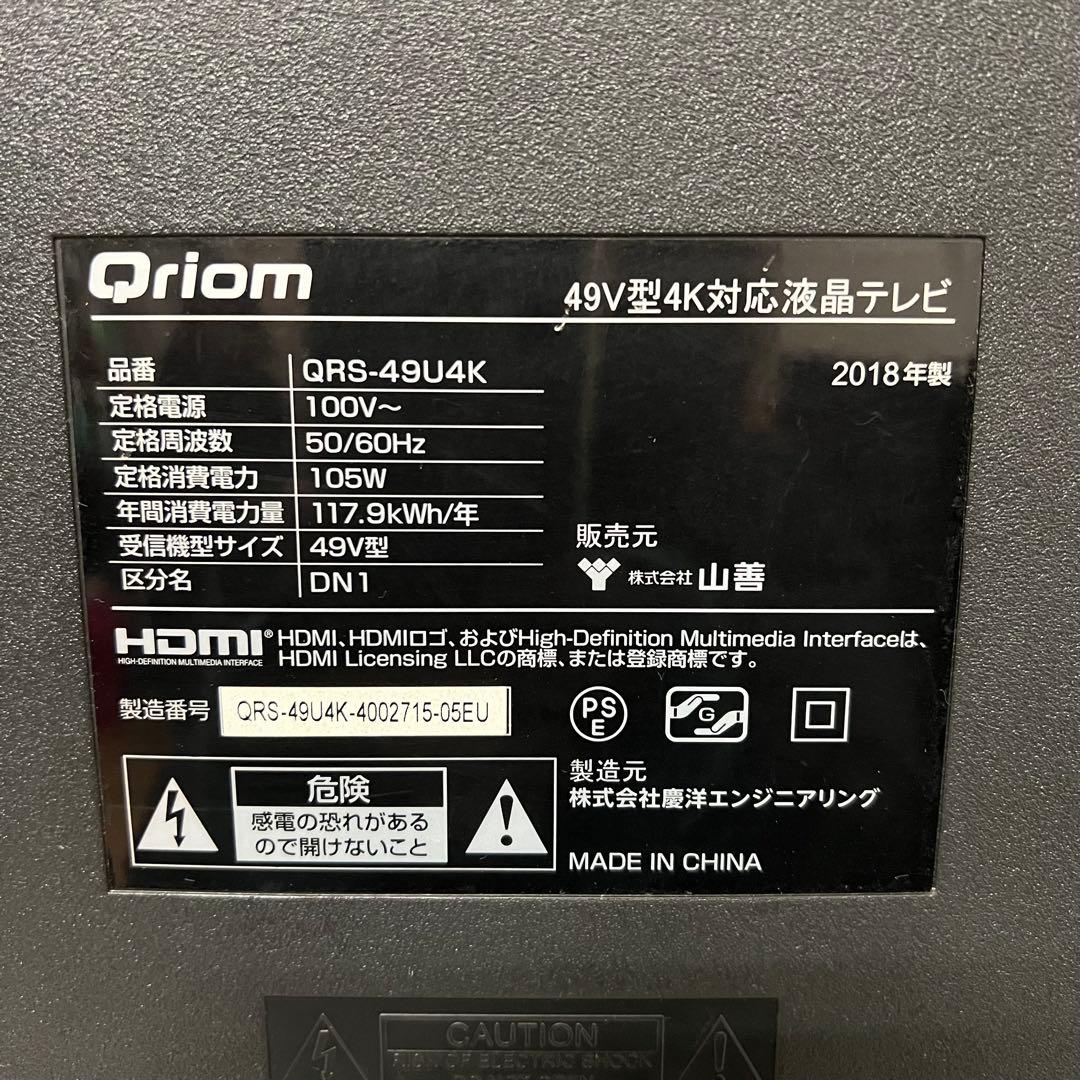 Qriom
49V型4K対応液晶テレビ
2018年製
品番 QRS-49U4K
定格電源 100V～
定格周波数 50/60Hz
定格消費電力 105W
年間消費電力量 117.9kWh/年
受信機型サイズ 49V型
区分名 DN1
販売元
株式会社 山善
HDMI® HDMI、HDMIロゴ、およびHigh-Definition Multimedia Interfaceは、
HIGH-DEFINITION MULTIMEDIA INTERFACE HDMI Licensing LLCの商標、または登録商標です。
製造番号 QRS-49U4K-4002715-05EU
PS
E
G
危険
感電の恐れがある
ので開けないこと
製造元
株式会社慶洋エンジニアリング
MADE IN CHINA
CAUTION
RISK OF ELECTRIC SHOCK